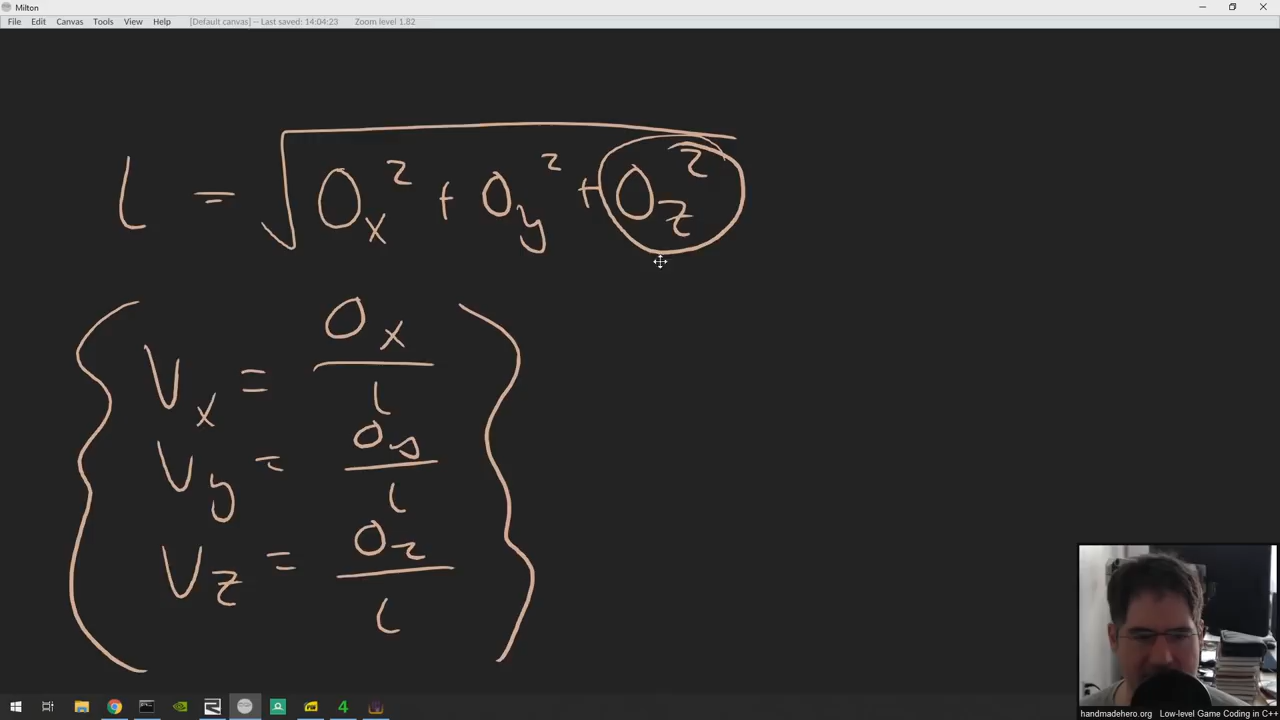 Milton
File Edit Canvas Tools View Help [Default canvas] -- Last saved: 14:04:23 Zoom level 1.82
l = √(Ox² + Oy² + Oz²)
Vx = Ox / l
Vy = Oy / l
Vz = Oz / l
4
handmadehero.org Low-level Game Coding in C++